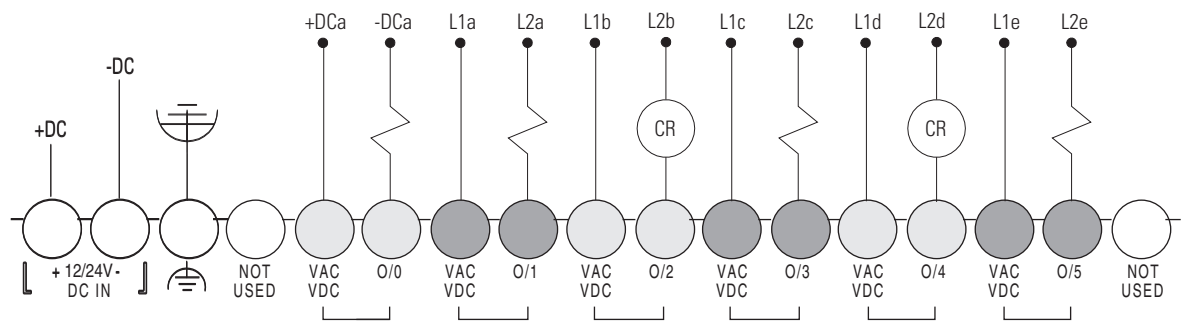 +DCa -DCa L1a L2a L1b L2b L1c L2c L1d L2d L1e L2e
-DC
+DC
CR CR
+ 12/24V -
DC IN
NOT
USED
VAC
VDC
O/0
VAC
VDC
O/1
VAC
VDC
O/2
VAC
VDC
O/3
VAC
VDC
O/4
VAC
VDC
O/5
NOT
USED